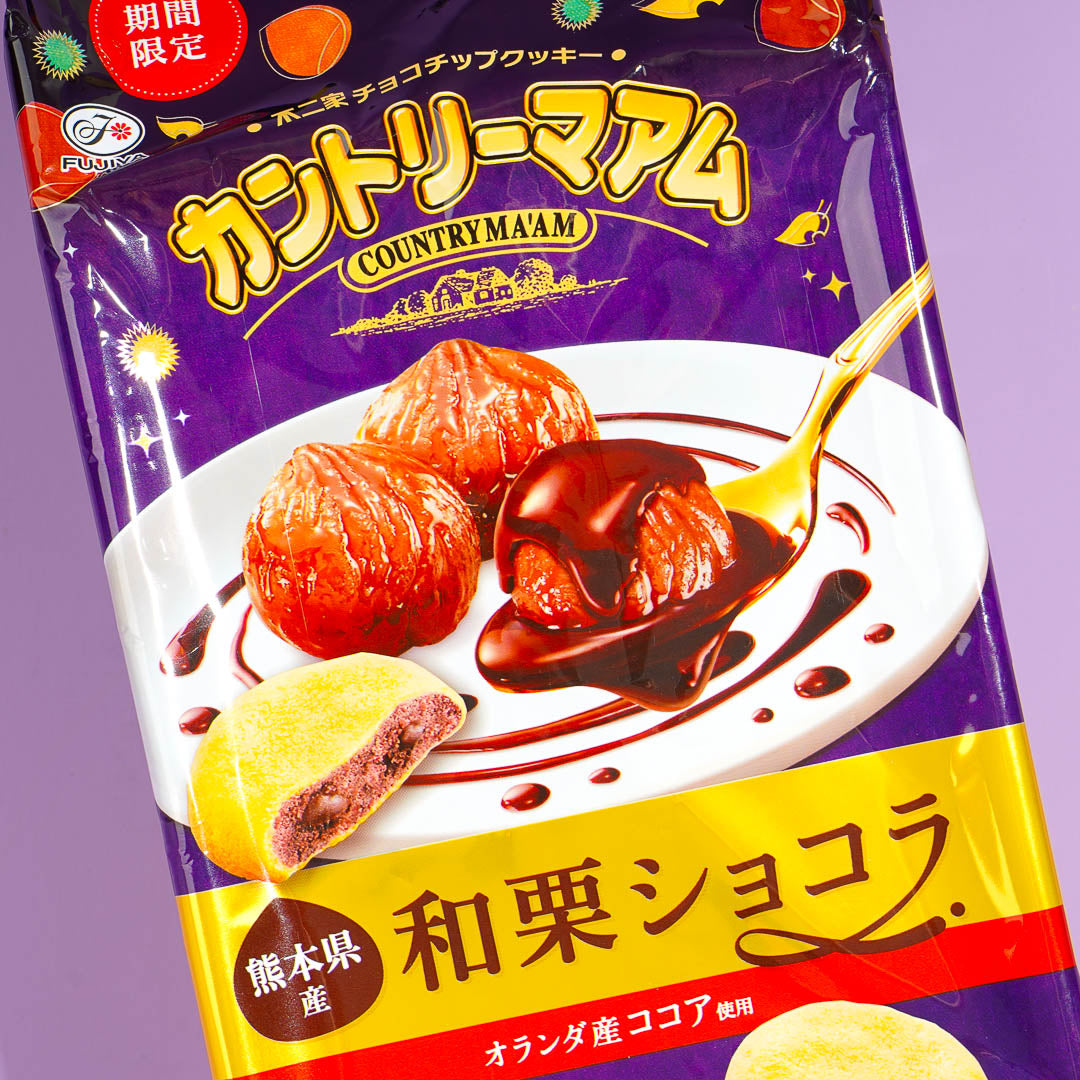 期間
限定
不二家 チョコチップクッキー
FUJIYA
カントリーマアム
COUNTRY MA'AM
和栗ショコラ
熊本県
産
オランダ産ココア使用